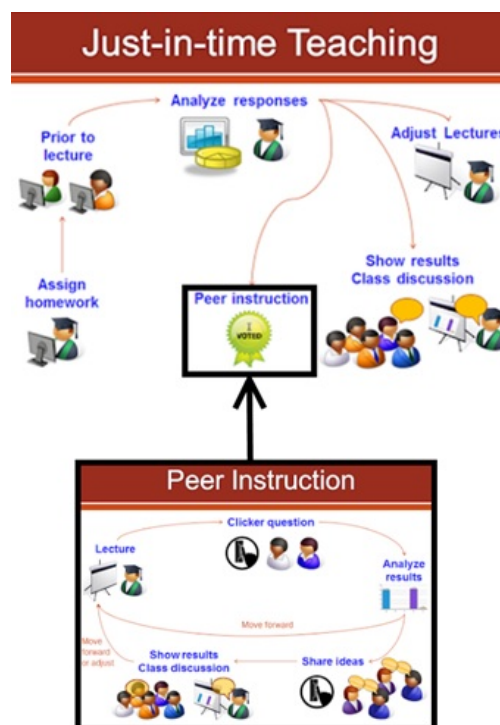 Just-in-time Teaching
Analyze responses
Prior to
lecture
Adjust Lectures
Assign
homework
Peer instruction
I
VOTED
Show results
Class discussion
Peer Instruction
Clicker question
Lecture
Analyze
results
Move forward
Move
forward
or adjust
Show results
Class discussion
Share ideas